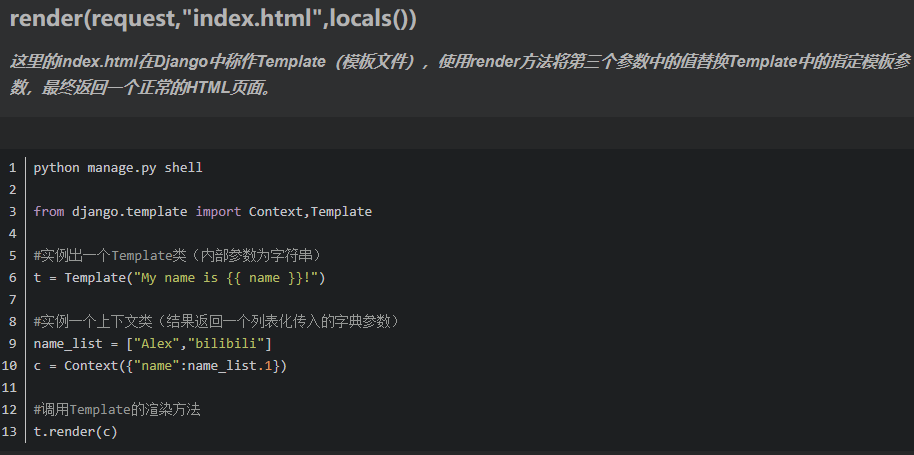 render(request,"index.html",locals())
这里的index.html在Django中称作Template（模板文件），使用render方法将第三个参数中的值替换Template中的指定模板参
数，最终返回一个正常的HTML页面。
1 python manage.py shell
2
3 from django.template import Context,Template
4
5 #实例出一个Template类（内部参数为字符串）
6 t = Template("My name is {{ name }}!")
7
8 #实例一个上下文类（结果返回一个列表化传入的字典参数）
9 name_list = ["Alex","bilibili"]
10 c = Context({"name":name_list.1})
11
12 #调用Template的渲染方法
13 t.render(c)